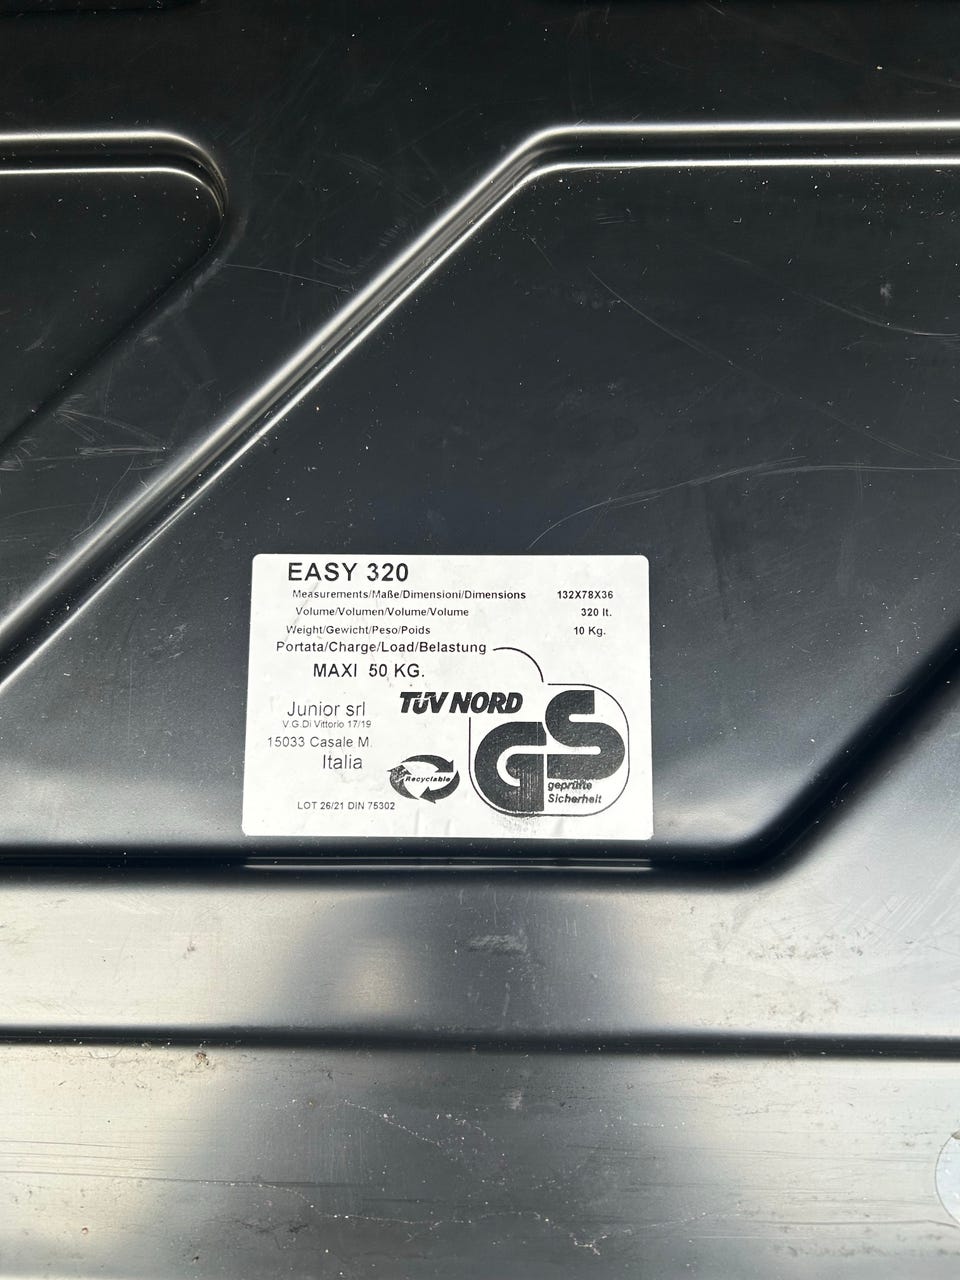 EASY 320
Measurements/Maße/Dimensioni/Dimensions 132X78X36
Volume/Volumen/Volume/Volume 320 lt.
Weight/Gewicht/Peso/Poids 10 Kg.
Portata/Charge/Load/Belastung
MAXI 50 KG.
TÜV NORD
GS
geprüfte
Sicherheit
Junior srl
V.G.Di Vittorio 17/19
15033 Casale M.
Italia
Recyclable
LOT 26/21 DIN 75302